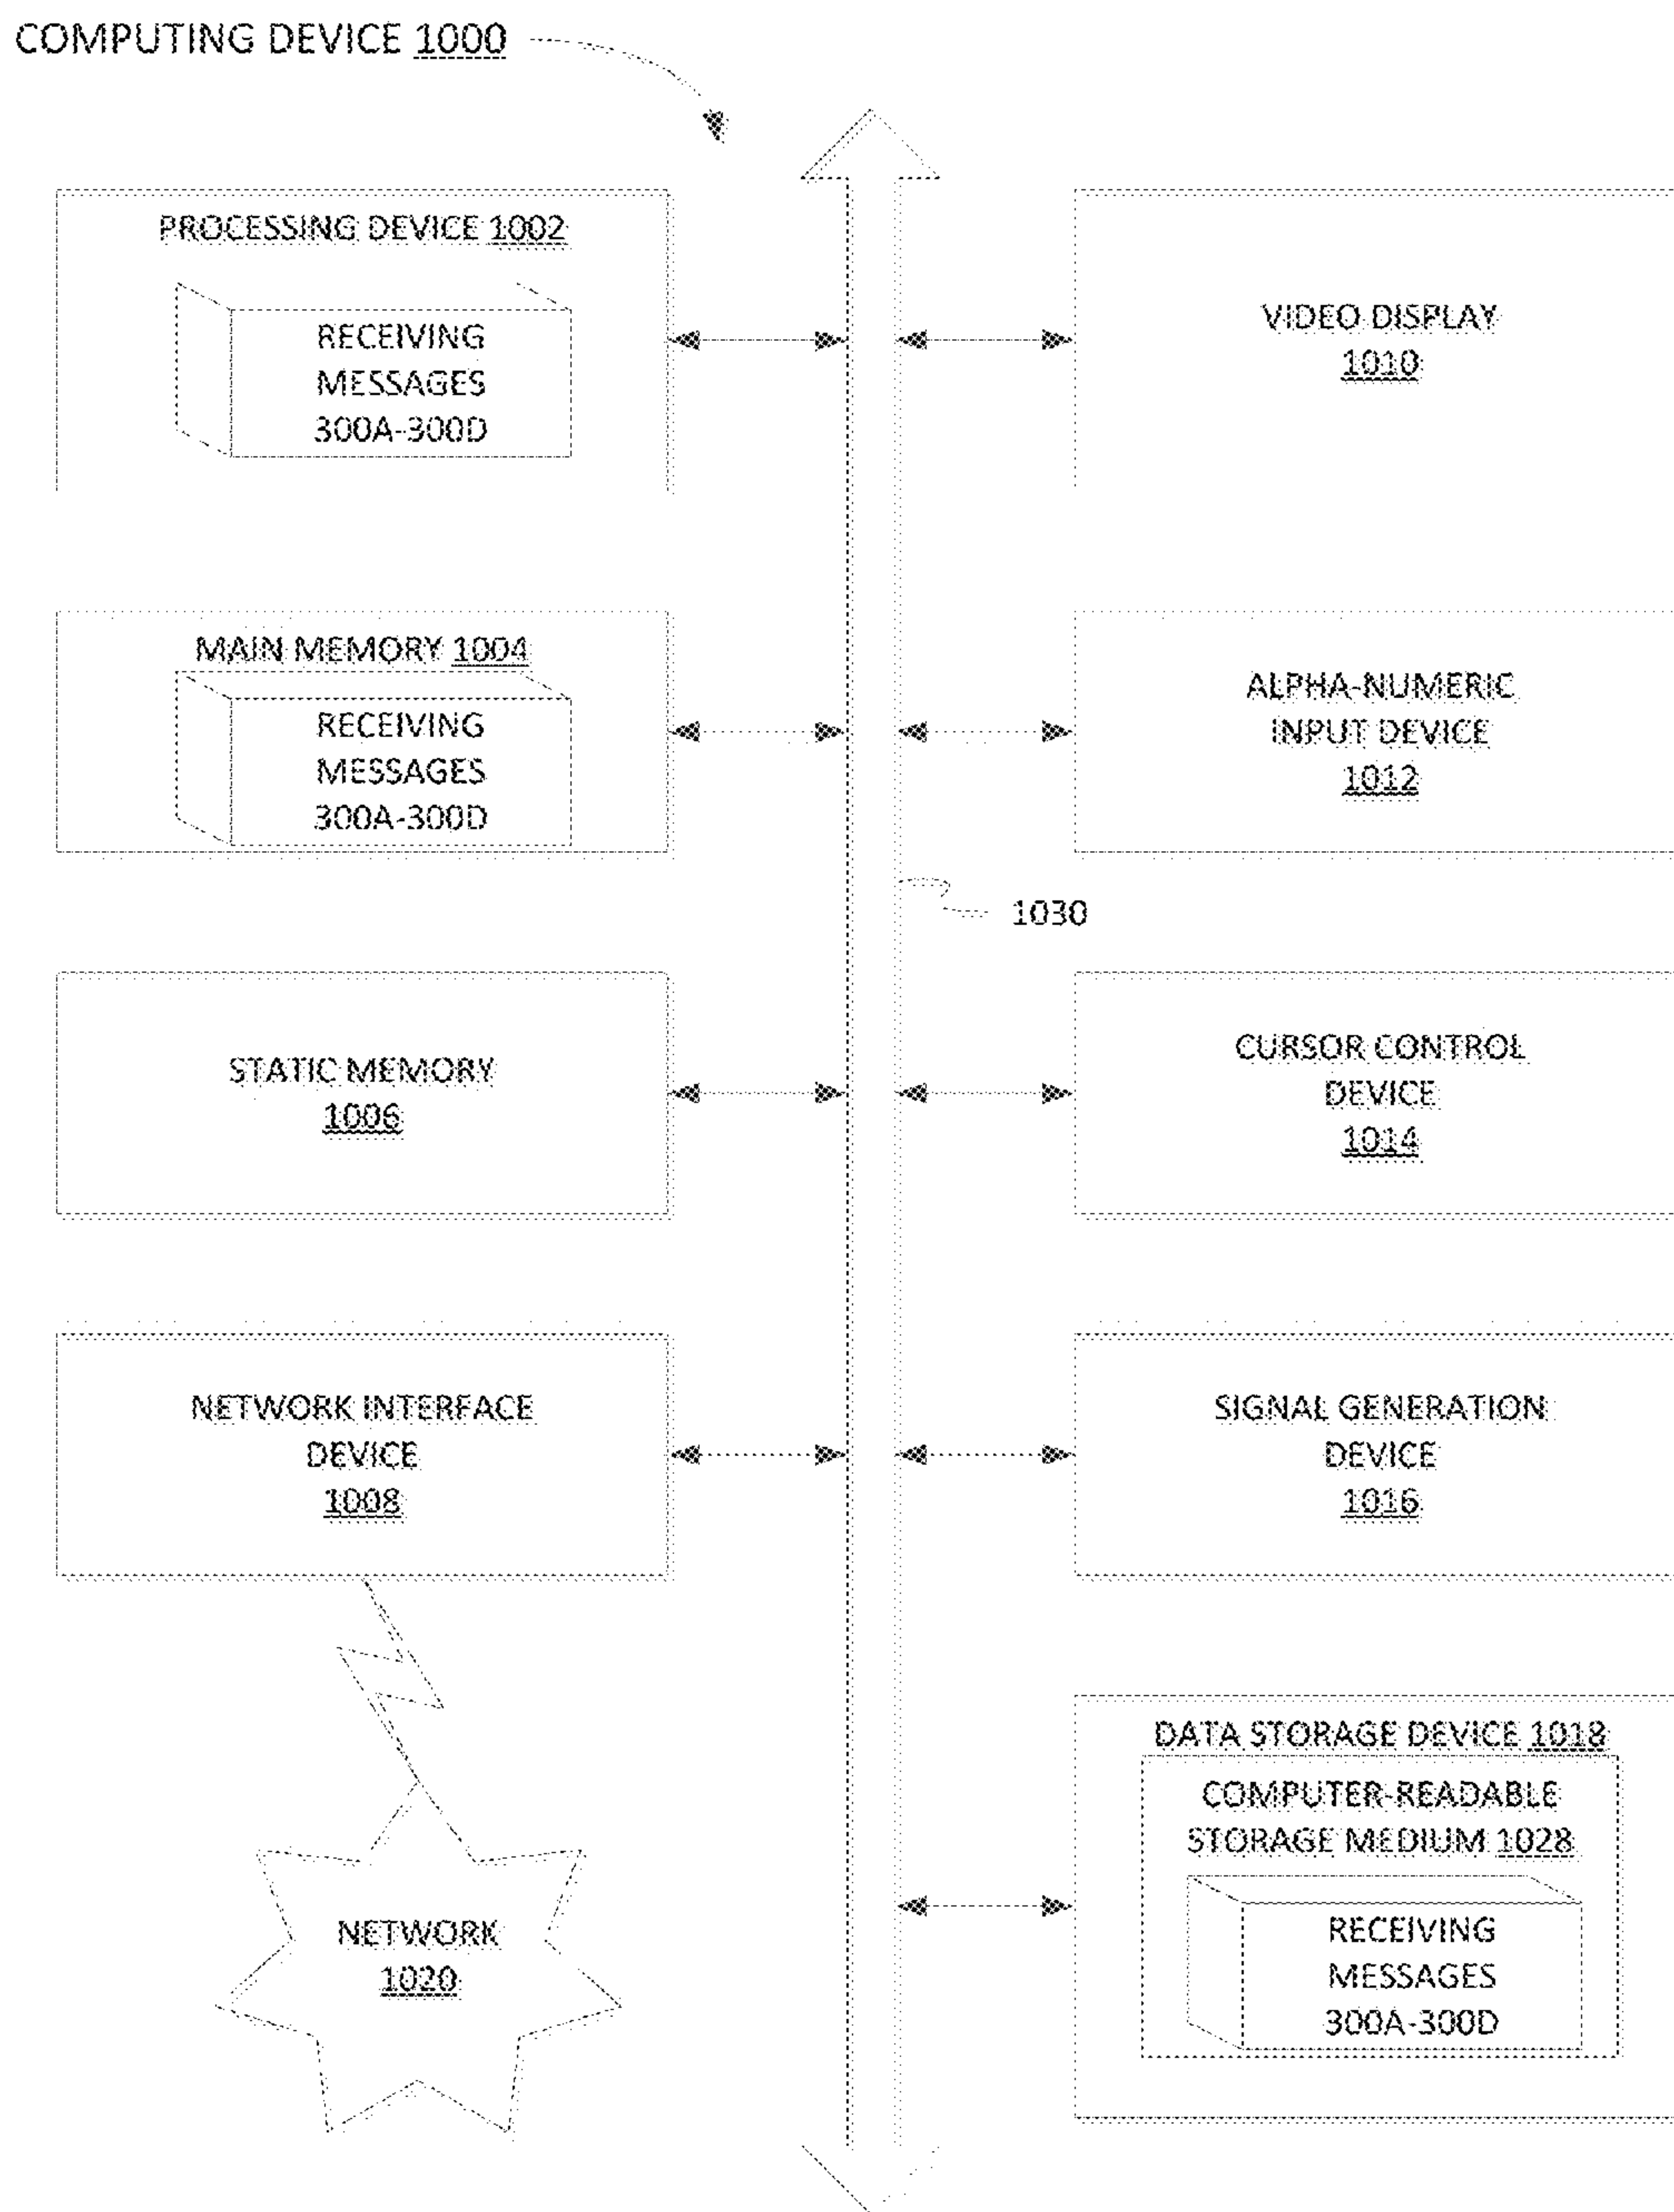 COMPUTING DEVICE 1000
PROCESSING DEVICE 1002
RECEIVING
MESSAGES
300A-300D
VIDEO DISPLAY
1010
MAIN MEMORY 1004
RECEIVING
MESSAGES
300A-300D
ALPHA-NUMERIC
INPUT DEVICE
1012
1030
STATIC MEMORY
1006
CURSOR CONTROL
DEVICE
1014
NETWORK INTERFACE
DEVICE
1008
SIGNAL GENERATION
DEVICE
1016
DATA STORAGE DEVICE 1018
COMPUTER-READABLE
STORAGE MEDIUM 1028
RECEIVING
MESSAGES
300A-300D
NETWORK
1020